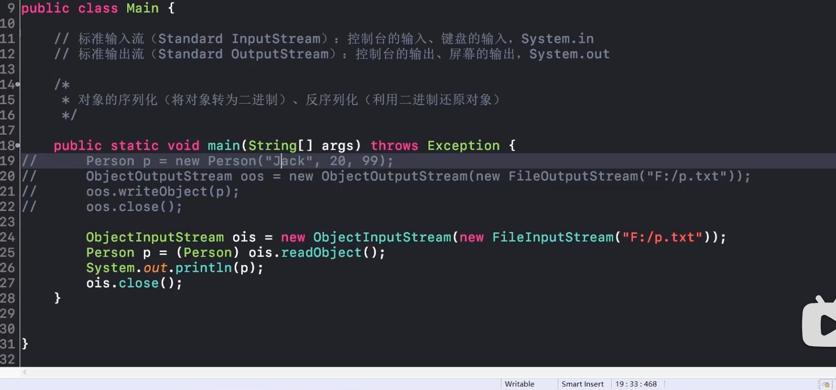 9 public class Main {
10
11     // 标准输入流（Standard InputStream）：控制台的输入、键盘的输入，System.in
12     // 标准输出流（Standard OutputStream）：控制台的输出、屏幕的输出，System.out
13
14     /*
15      * 对象的序列化（将对象转为二进制）、反序列化（利用二进制还原对象）
16      */
17
18     public static void main(String[] args) throws Exception {
19 //      Person p = new Person("Jack", 20, 99);
20 //      ObjectOutputStream oos = new ObjectOutputStream(new FileOutputStream("F:/p.txt"));
21 //      oos.writeObject(p);
22 //      oos.close();
23
24         ObjectInputStream ois = new ObjectInputStream(new FileInputStream("F:/p.txt"));
25         Person p = (Person) ois.readObject();
26         System.out.println(p);
27         ois.close();
28     }
29
30
31 }
32
Writable Smart Insert 19 : 33 : 468